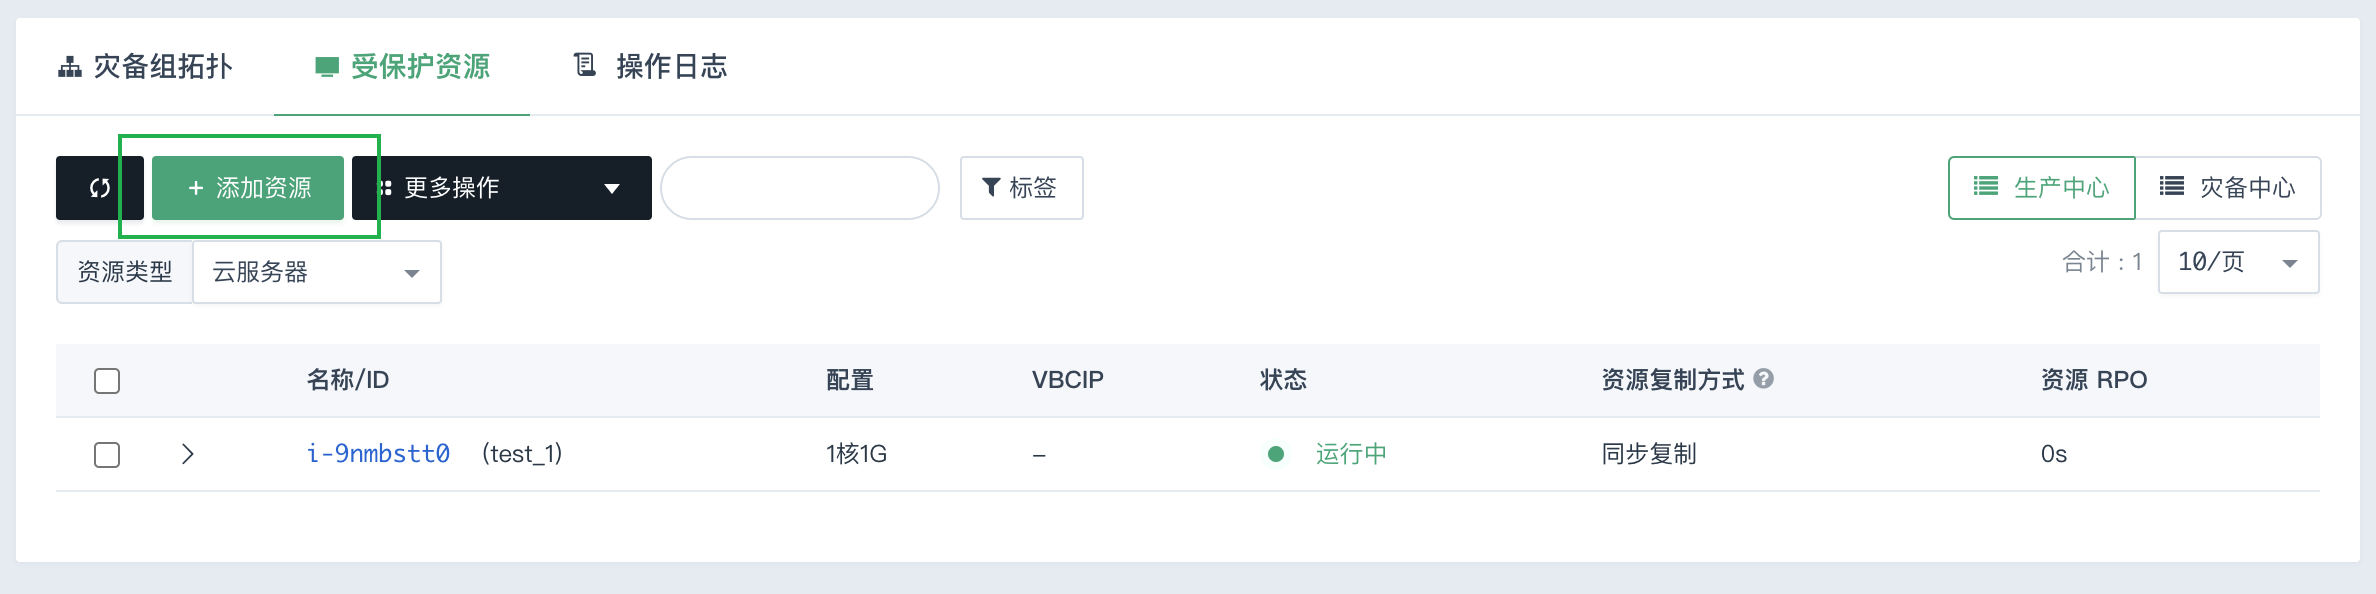 灾备组拓扑 受保护资源 操作日志
+ 添加资源 更多操作 标签 生产中心 灾备中心
资源类型 云服务器 合计：1 10/页
名称/ID 配置 VBCIP 状态 资源复制方式 ? 资源 RPO
i-9nmbstt0 (test_1) 1核1G – 运行中 同步复制 0s